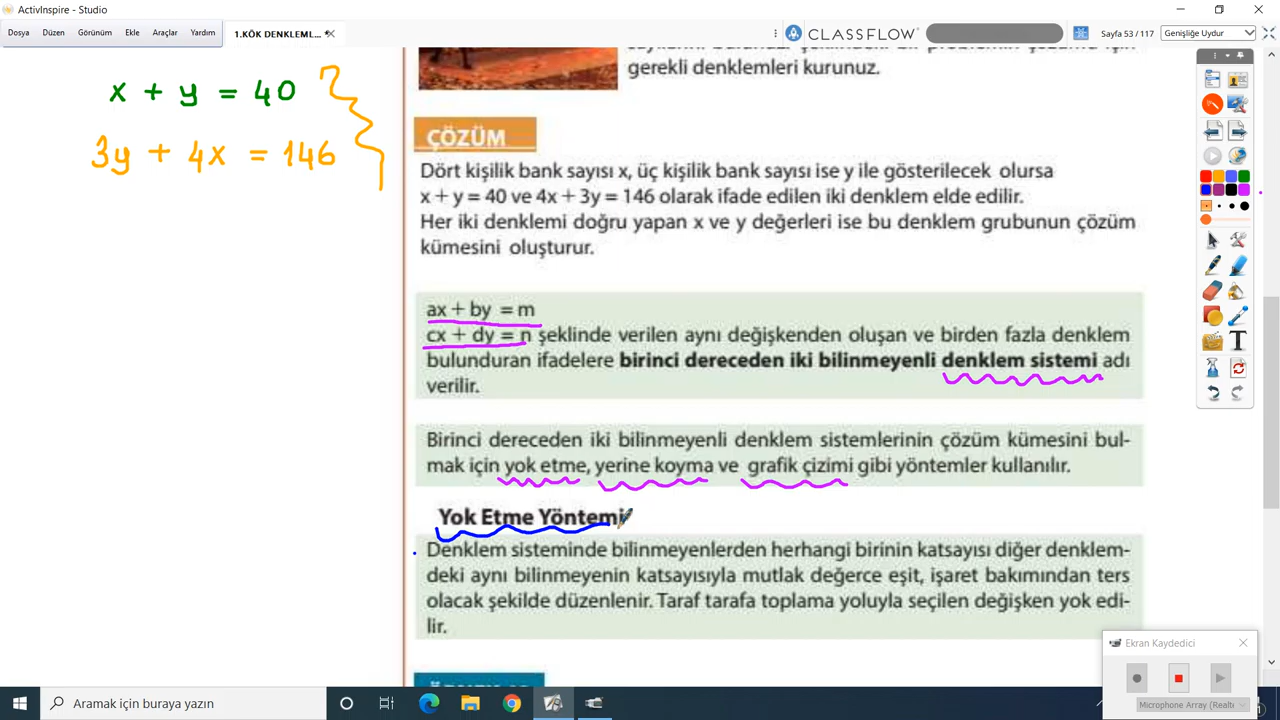 ActivInspire - Studio
Dosya Düzen Görünüm Ekle Araçlar Yardım
1.KÖK DENKLEML...
CLASSFLOW
Sayfa 53 / 117
Genişliğe Uydur
x + y = 40
3y + 4x = 146
gerekli denklemleri kurunuz.
ÇÖZÜM
Dört kişilik bank sayısı x, üç kişilik bank sayısı ise y ile gösterilecek olursa
x + y = 40 ve 4x + 3y = 146 olarak ifade edilen iki denklem elde edilir.
Her iki denklemi doğru yapan x ve y değerleri ise bu denklem grubunun çözüm
kümesini oluşturur.
ax + by = m
cx + dy = n şeklinde verilen aynı değişkenden oluşan ve birden fazla denklem
bulunduran ifadelere birinci dereceden iki bilinmeyenli denklem sistemi adı
verilir.
Birinci dereceden iki bilinmeyenli denklem sistemlerinin çözüm kümesini bul-
mak için yok etme, yerine koyma ve grafik çizimi gibi yöntemler kullanılır.
Yok Etme Yöntemi
Denklem sisteminde bilinmeyenlerden herhangi birinin katsayısı diğer denklem-
deki aynı bilinmeyenin katsayısıyla mutlak değerce eşit, işaret bakımından ters
olacak şekilde düzenlenir. Taraf tarafa toplama yoluyla seçilen değişken yok edi-
lir.
Ekran Kaydedici
Microphone Array (Realte
Aramak için buraya yazın